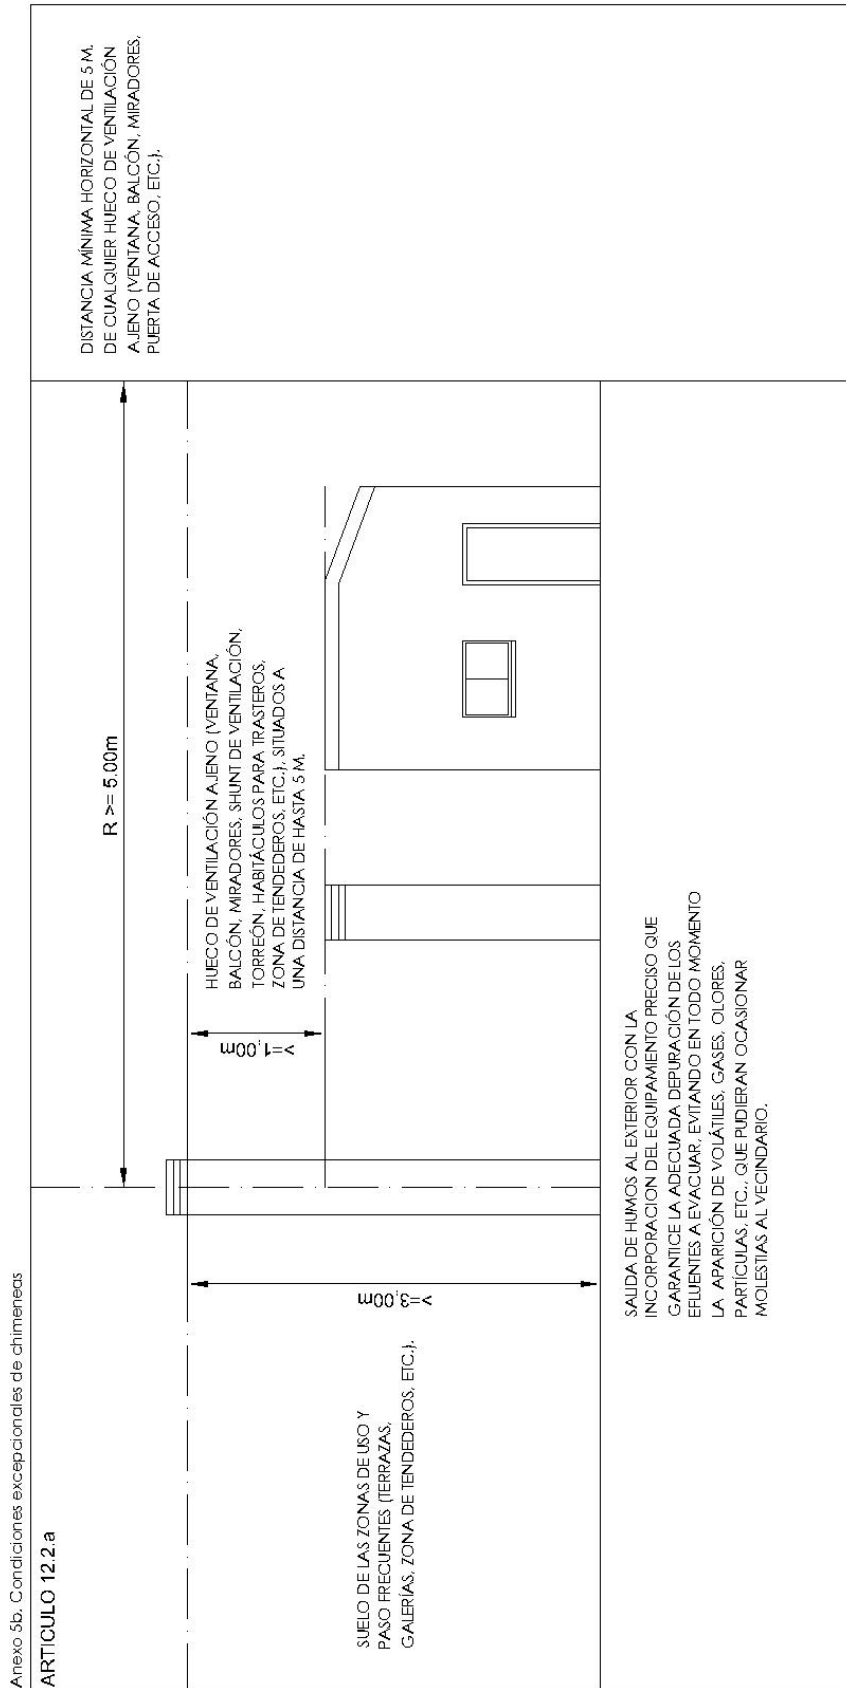 Anexo 5b. Condiciones excepcionales de chimeneas
ARTICULO 12.2.a
SUELO DE LAS ZONAS DE USO Y
PASO FRECUENTES (TERRAZAS,
GALERÍAS, ZONA DE TENDEDEROS, ETC.).
>=3,00m
>=1,00m
R >= 5.00m
HUECO DE VENTILACIÓN AJENO (VENTANA,
BALCÓN, MIRADORES, SHUNT DE VENTILACIÓN,
TORREÓN, HABITÁCULOS PARA TRASTEROS,
ZONA DE TENDEDEROS, ETC.), SITUADOS A
UNA DISTANCIA DE HASTA 5 M.
DISTANCIA MÍNIMA HORIZONTAL DE 5 M.
DE CUALQUIER HUECO DE VENTILACIÓN
AJENO (VENTANA, BALCÓN, MIRADORES,
PUERTA DE ACCESO, ETC.).
SALIDA DE HUMOS AL EXTERIOR CON LA
INCORPORACION DEL EQUIPAMIENTO PRECISO QUE
GARANTICE LA ADECUADA DEPURACIÓN DE LOS
EFLUENTES A EVACUAR, EVITANDO EN TODO MOMENTO
LA APARICIÓN DE VOLÁTILES, GASES, OLORES,
PARTÍCULAS, ETC., QUE PUDIERAN OCASIONAR
MOLESTIAS AL VECINDARIO.